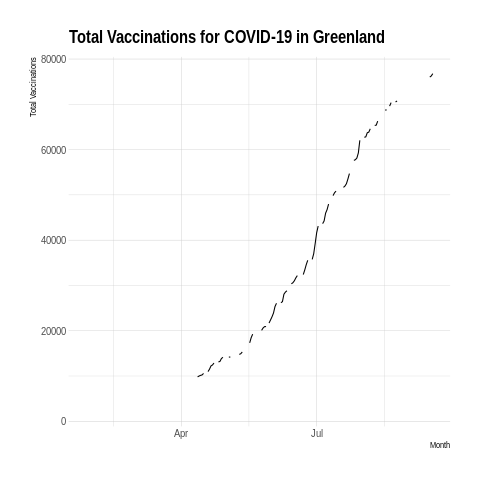 Total Vaccinations for COVID-19 in Greenland
Total Vaccinations
80000
60000
40000
20000
0
Apr
Jul
Month